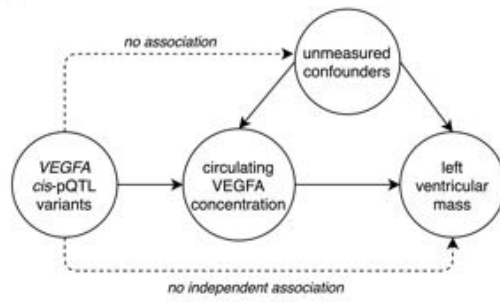 no association
unmeasured
confounders
VEGFA
cis-pQTL
variants
circulating
VEGFA
concentration
left
ventricular
mass
no independent association